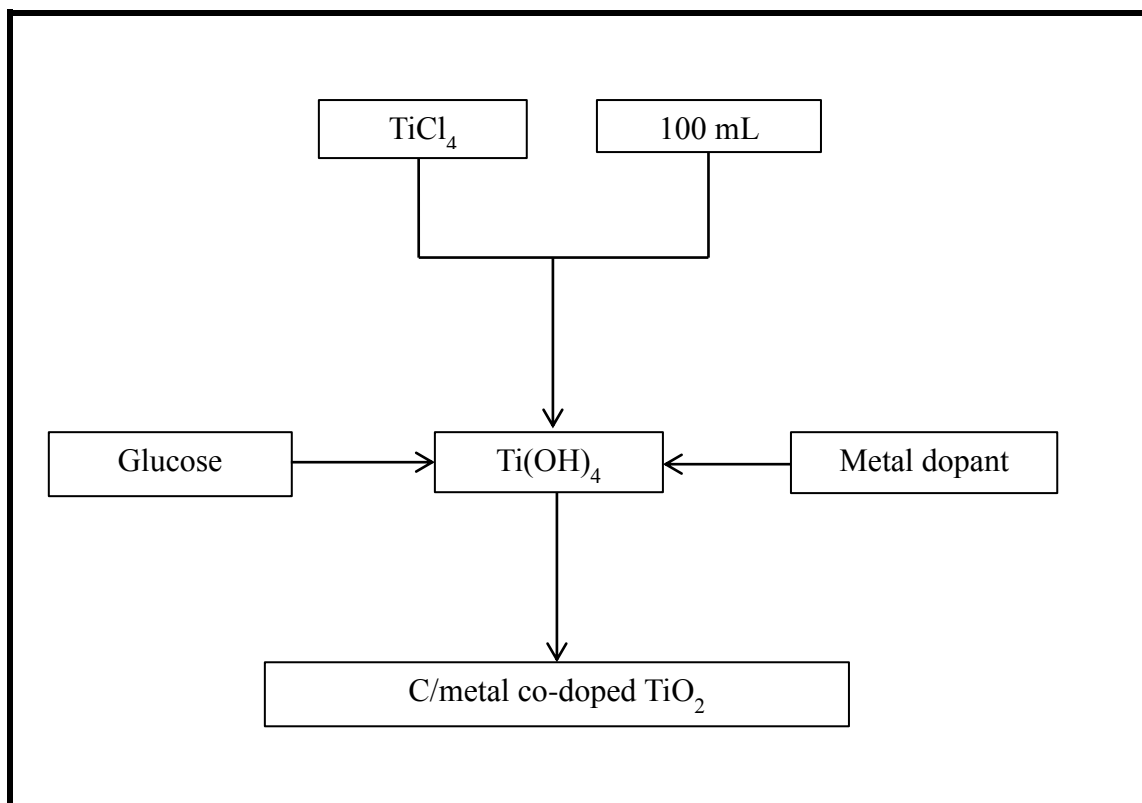 TiCl₄
100 mL
Glucose
Ti(OH)₄
Metal dopant
C/metal co-doped TiO₂